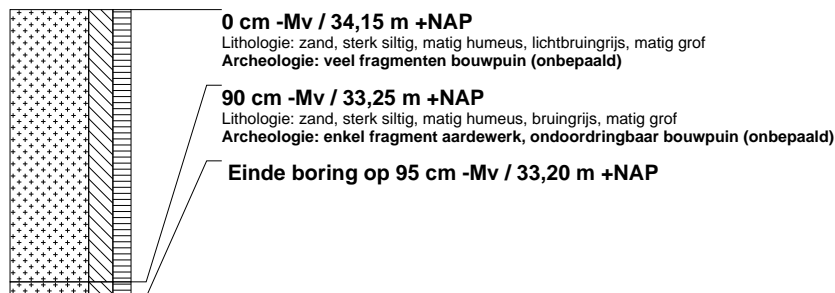 0 cm -Mv / 34,15 m +NAP
Lithologie: zand, sterk siltig, matig humeus, lichtbruingrijs, matig grof
Archeologie: veel fragmenten bouwpuin (onbepaald)
90 cm -Mv / 33,25 m +NAP
Lithologie: zand, sterk siltig, matig humeus, bruingrijs, matig grof
Archeologie: enkel fragment aardewerk, ondoordringbaar bouwpuin (onbepaald)
Einde boring op 95 cm -Mv / 33,20 m +NAP